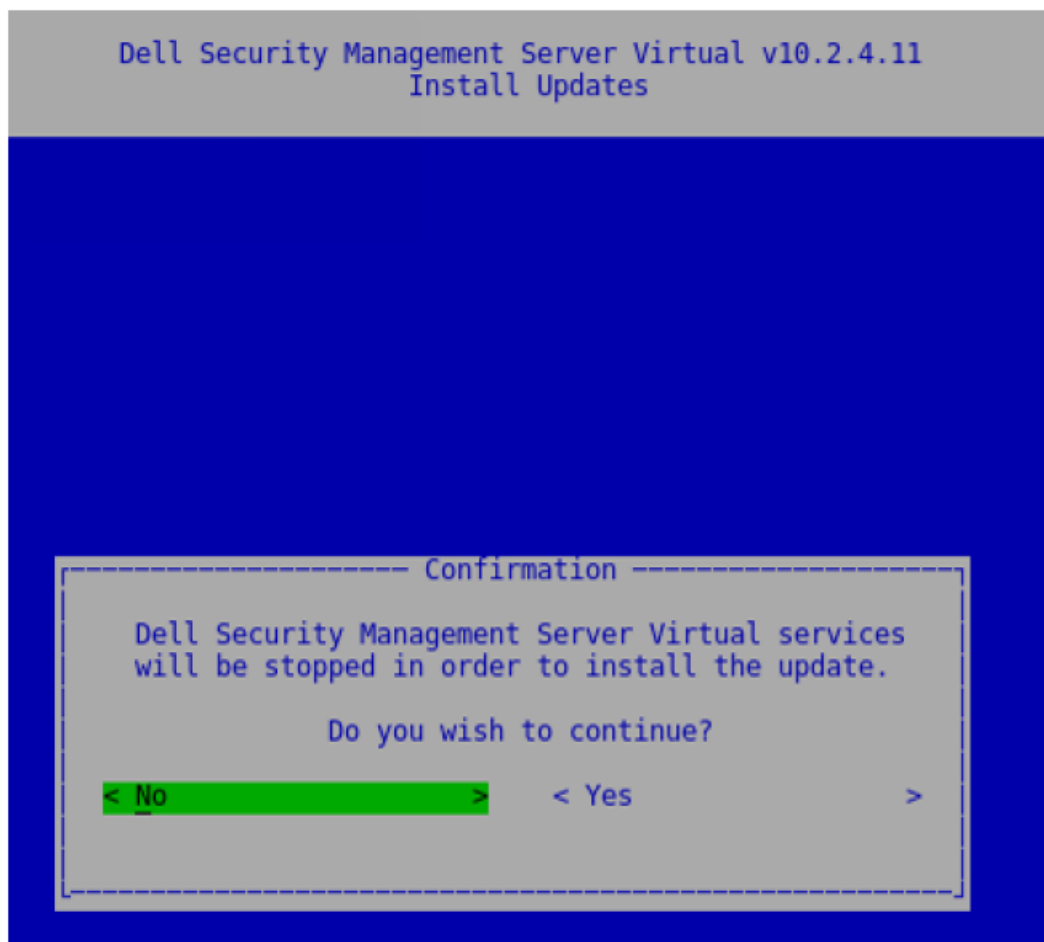 Dell Security Management Server Virtual v10.2.4.11
Install Updates
Confirmation
Dell Security Management Server Virtual services
will be stopped in order to install the update.
Do you wish to continue?
< No > < Yes >